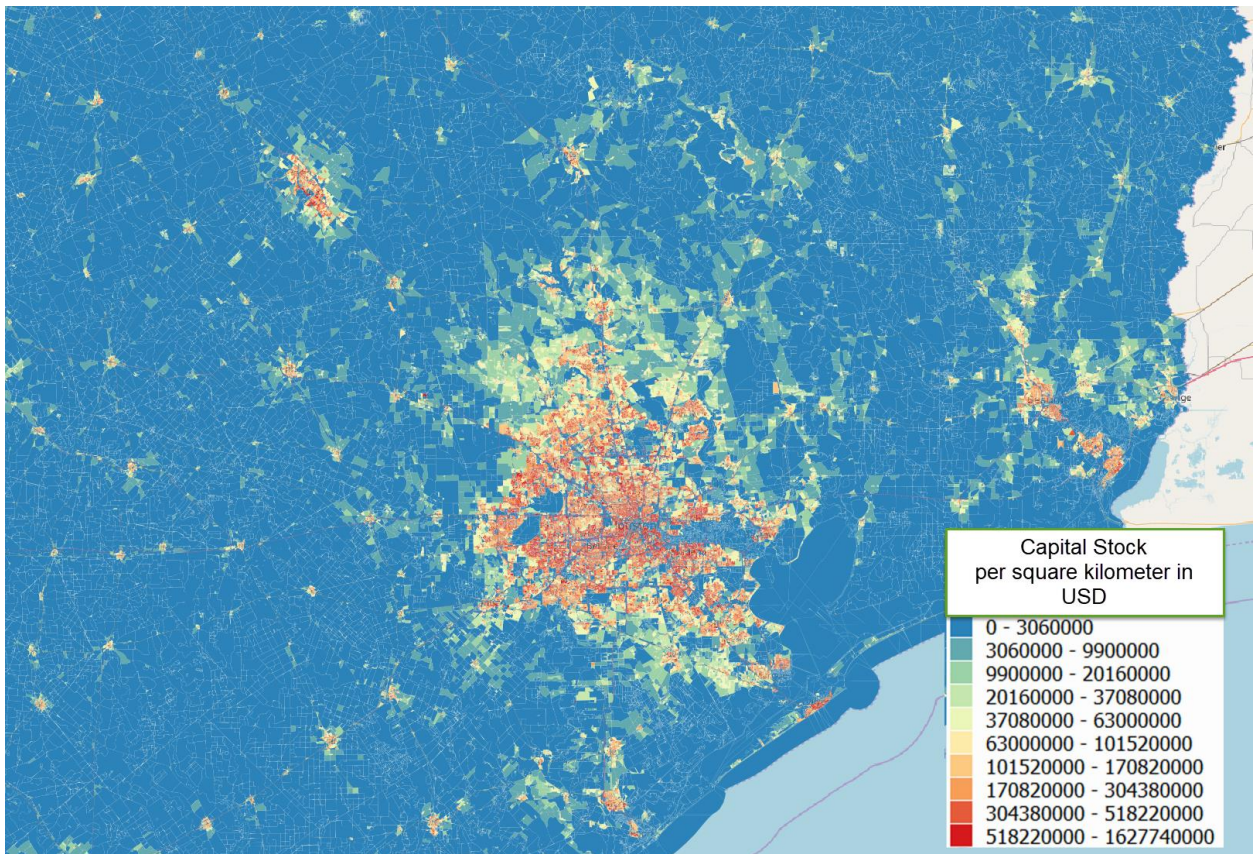 Capital Stock
per square kilometer in
USD
0 - 3060000
3060000 - 9900000
9900000 - 20160000
20160000 - 37080000
37080000 - 63000000
63000000 - 101520000
101520000 - 170820000
170820000 - 304380000
304380000 - 518220000
518220000 - 1627740000